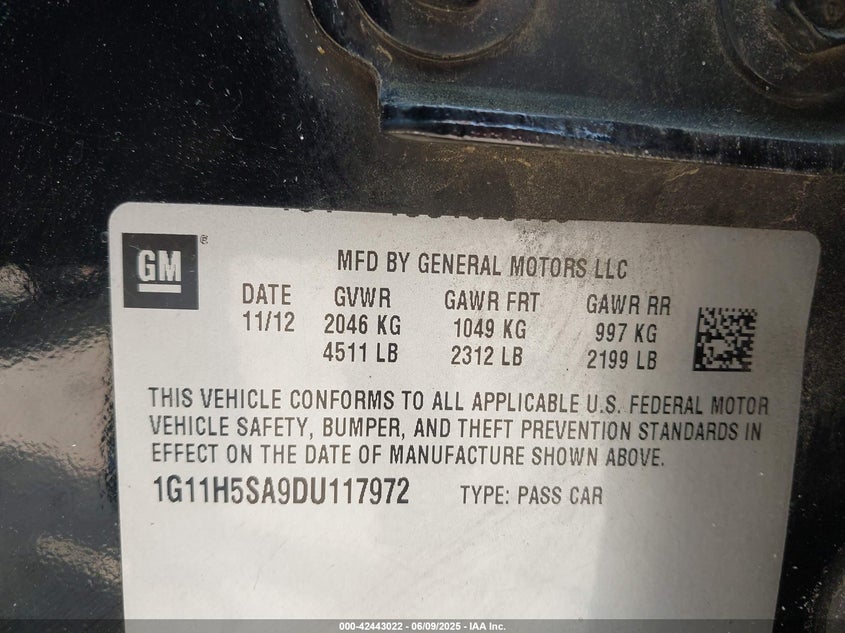 GM
®
MFD BY GENERAL MOTORS LLC
DATE GVWR GAWR FRT GAWR RR
11/12 2046 KG 1049 KG 997 KG
4511 LB 2312 LB 2199 LB
THIS VEHICLE CONFORMS TO ALL APPLICABLE U.S. FEDERAL MOTOR
VEHICLE SAFETY, BUMPER, AND THEFT PREVENTION STANDARDS IN
EFFECT ON THE DATE OF MANUFACTURE SHOWN ABOVE.
1G11H5SA9DU117972 TYPE: PASS CAR
000-42443022 - 06/09/2025 - IAA Inc.